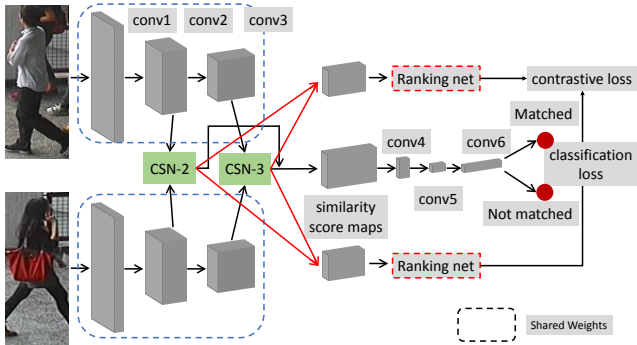 conv1 conv2 conv3
Ranking net
contrastive loss
Matched
conv4
conv6
CSN-2
CSN-3
classification
loss
conv5
similarity
score maps
Not matched
Ranking net
Shared Weights